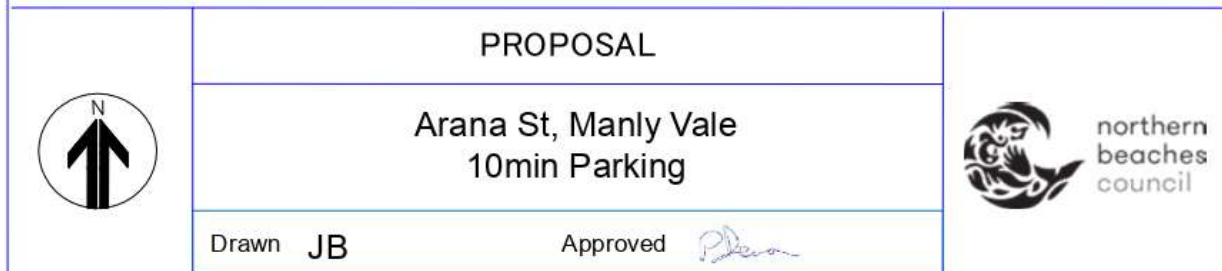 PROPOSAL
N
Arana St, Manly Vale
10min Parking
northern
beaches
council
Drawn JB Approved